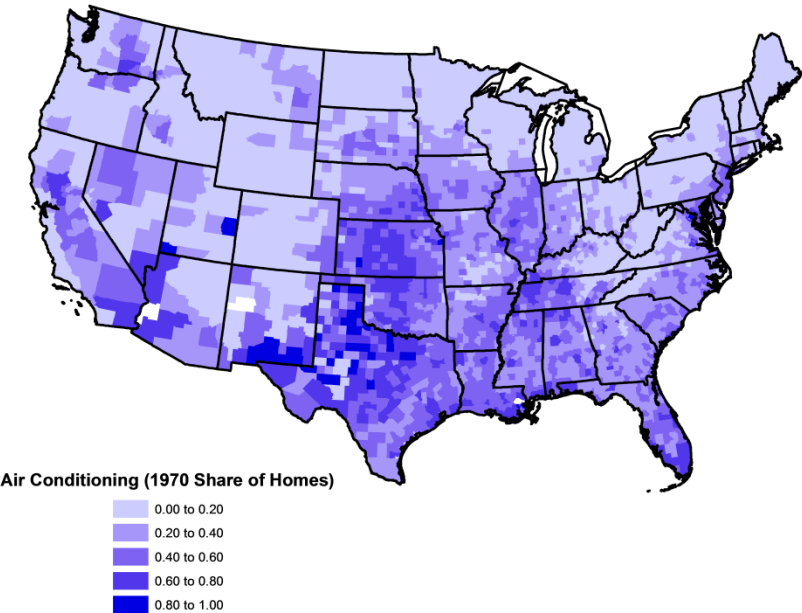 Air Conditioning (1970 Share of Homes)
0.00 to 0.20
0.20 to 0.40
0.40 to 0.60
0.60 to 0.80
0.80 to 1.00